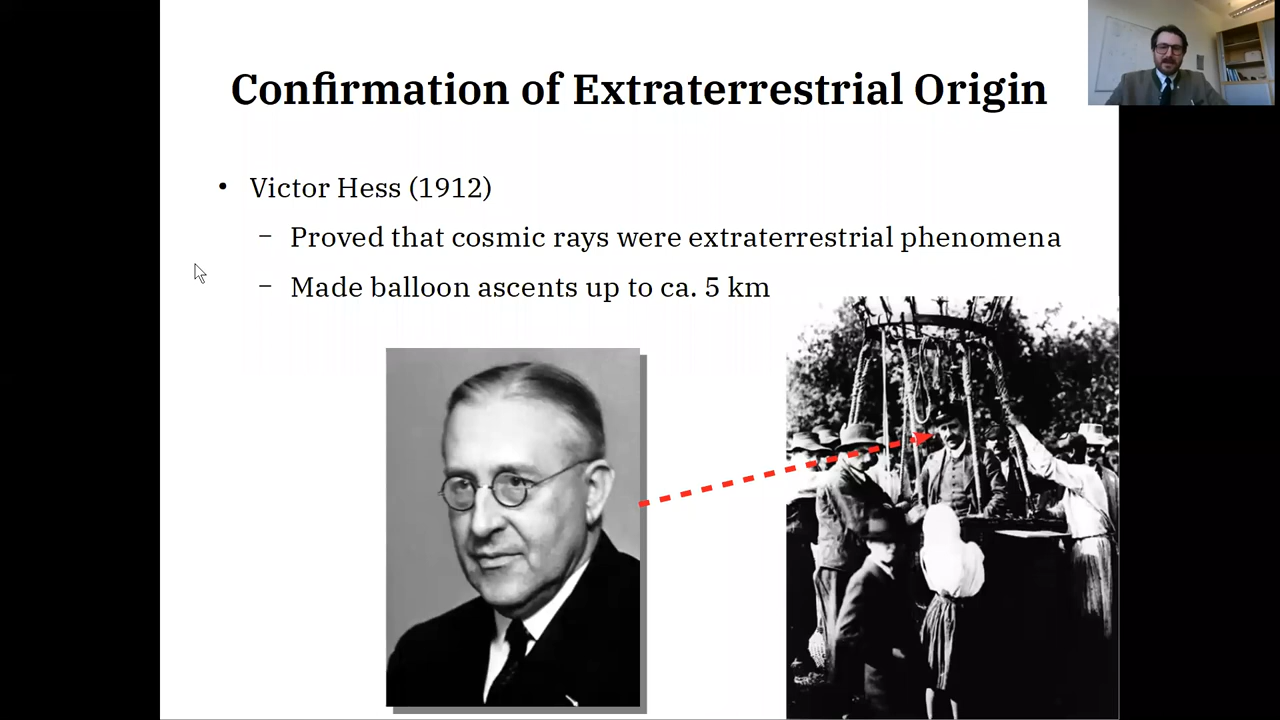 Confirmation of Extraterrestrial Origin
• Victor Hess (1912)
– Proved that cosmic rays were extraterrestrial phenomena
– Made balloon ascents up to ca. 5 km